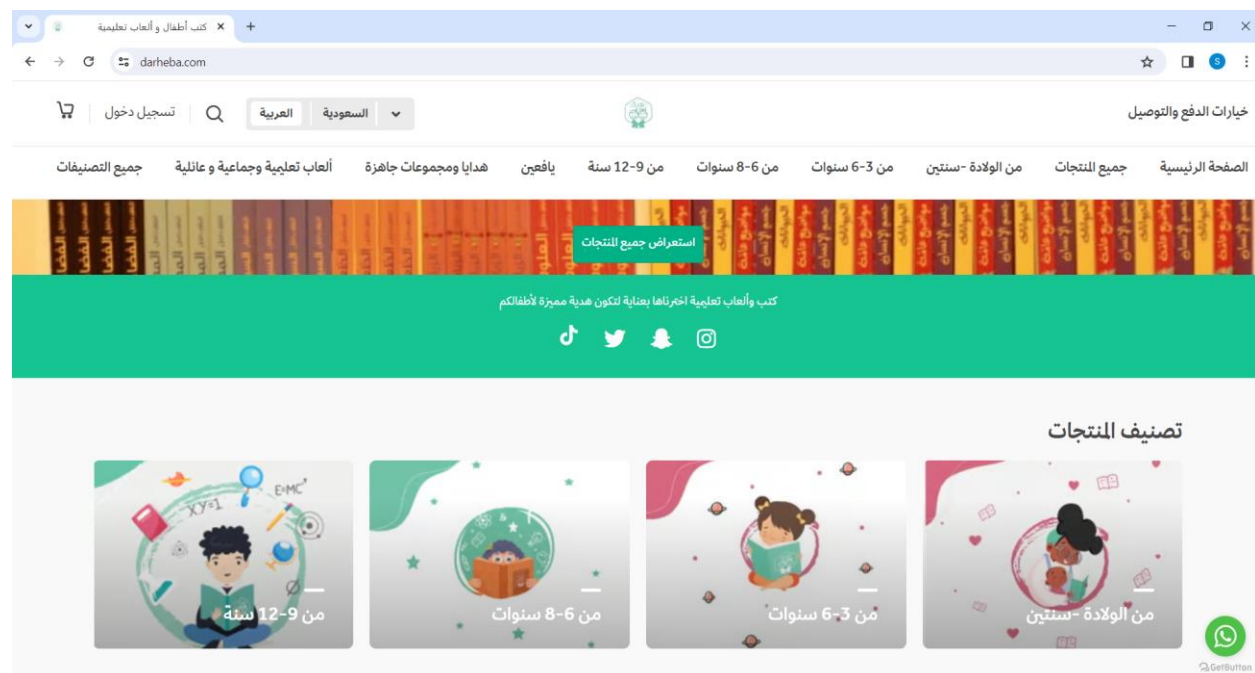 كتب أطفال و ألعاب تعليمية
darheba.com
خيارات الدفع والتوصيل
السعودية العربية
تسجيل دخول
الصفحة الرئيسية جميع المنتجات من الولادة -سنتين من 3-6 سنوات من 6-8 سنوات من 9-12 سنة يافعين هدايا ومجموعات جاهزة ألعاب تعليمية وجماعية و عائلية جميع التصنيفات
استعراض جميع المنتجات
كتب وألعاب تعليمية اخترناها بعناية لتكون هدية مميزة لأطفالكم
تصنيف المنتجات
E=MC²
XY=1
من الولادة -سنتين
من 3-6 سنوات
من 6-8 سنوات
من 9-12 سنة
GetButton